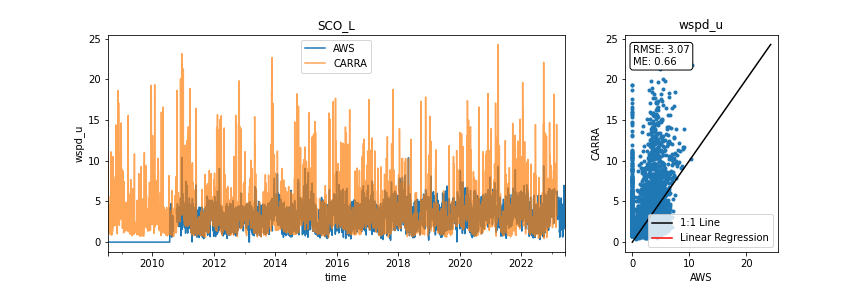 SCO_L
wspd_u
25
20
15
10
5
0
2010
2012
2014
2016
2018
2020
2022
time
AWS
CARRA
wspd_u
CARRA
25
20
15
10
5
0
0
10
20
AWS
RMSE: 3.07
ME: 0.66
1:1 Line
Linear Regression